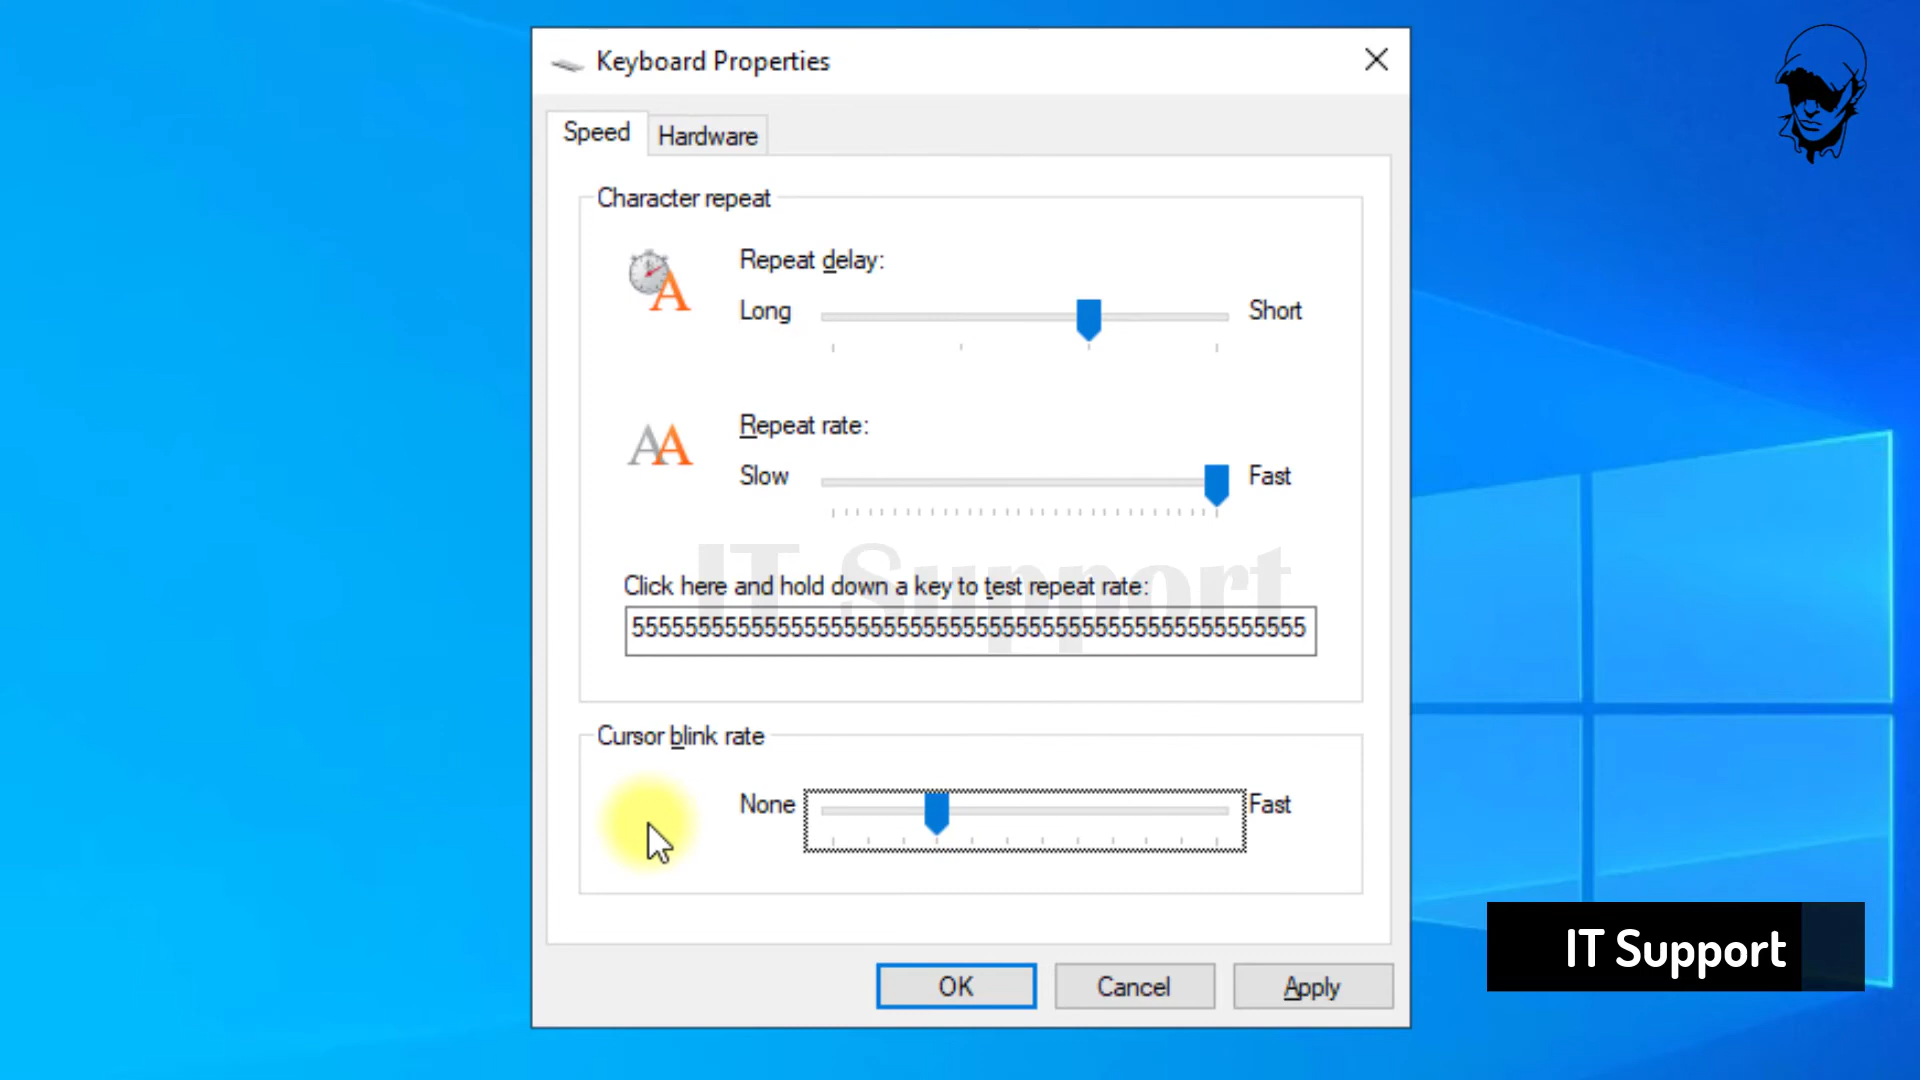 Keyboard Properties
Speed
Hardware
Character repeat
Repeat delay:
Long
Short
Repeat rate:
Slow
Fast
IT Support
Click here and hold down a key to test repeat rate:
555555555555555555555555555555555555555555555555555
Cursor blink rate
None
Fast
OK
Cancel
Apply
IT Support